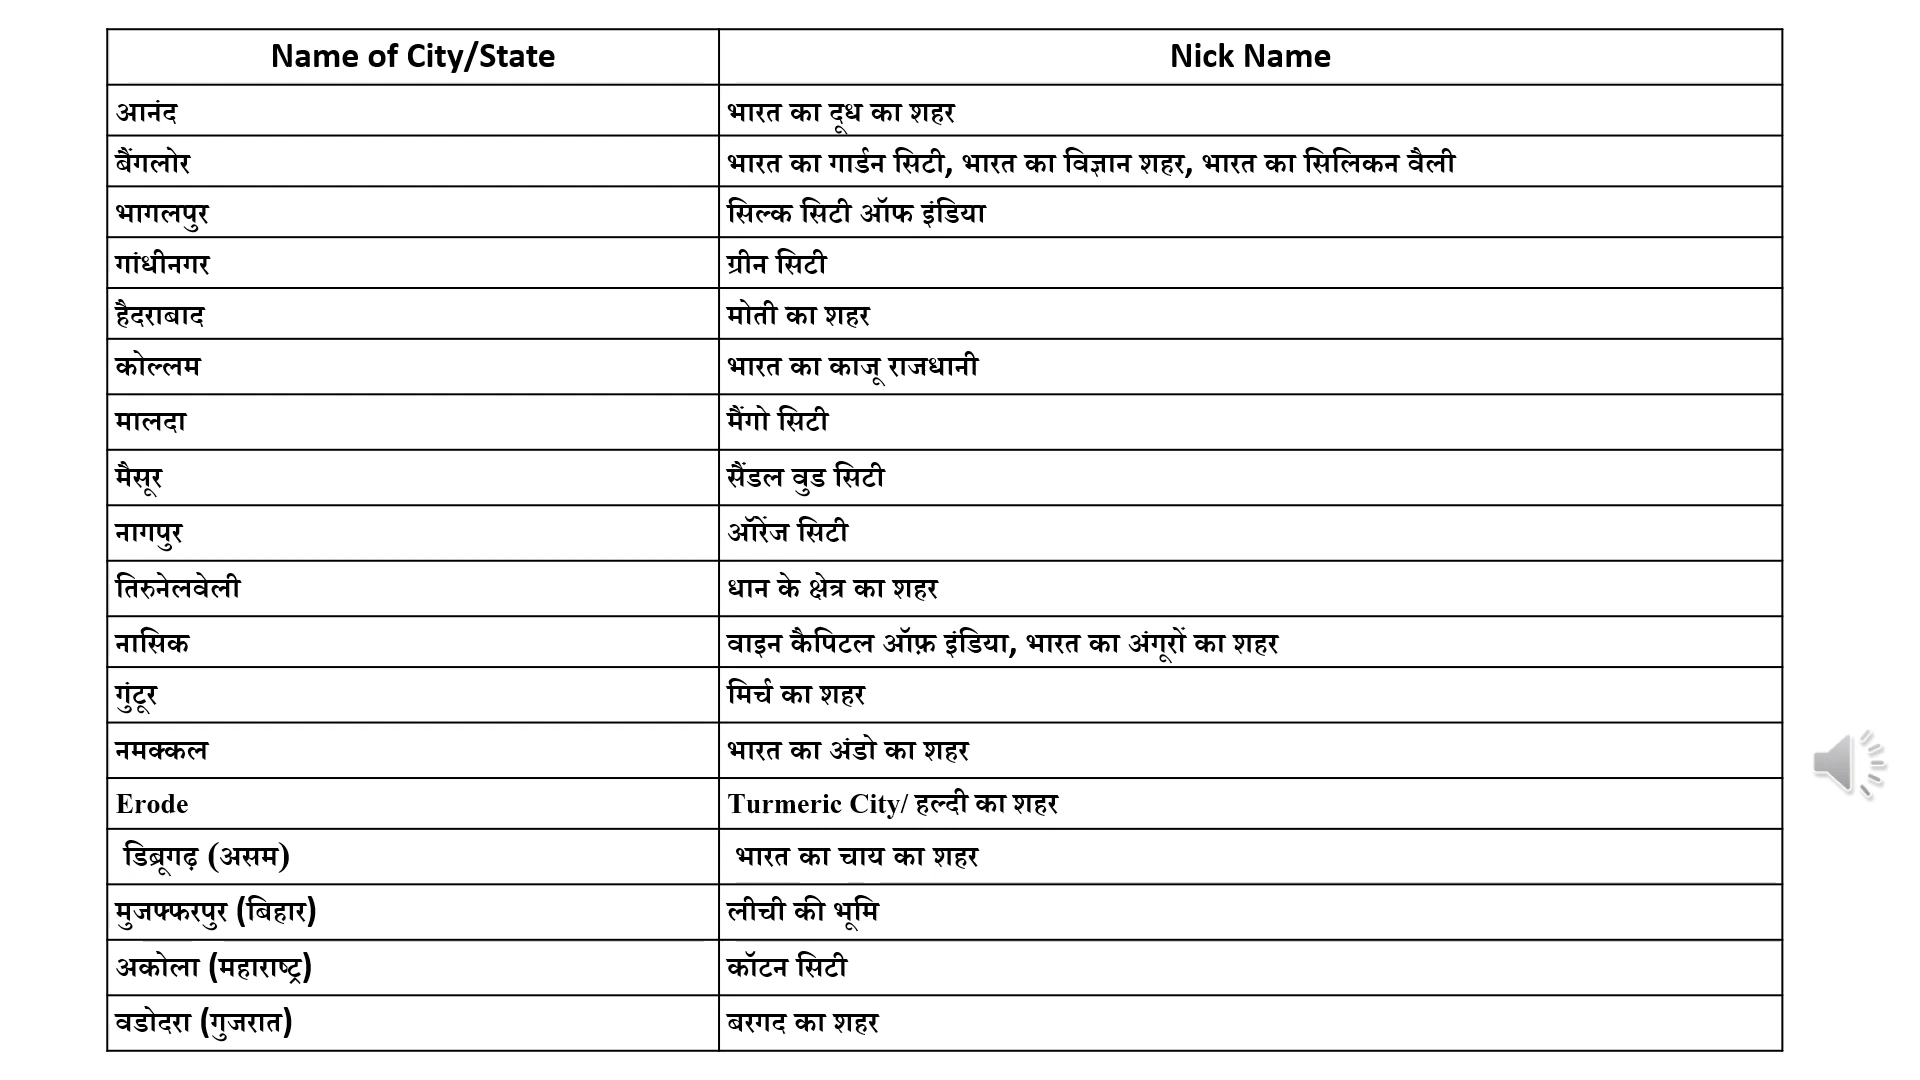 Name of City/State Nick Name
आनंद भारत का दूध का शहर
बैंगलोर भारत का गार्डन सिटी, भारत का विज्ञान शहर, भारत का सिलिकन वैली
भागलपुर सिल्क सिटी ऑफ इंडिया
गांधीनगर ग्रीन सिटी
हैदराबाद मोती का शहर
कोल्लम भारत का काजू राजधानी
मालदा मैंगो सिटी
मैसूर सैंडल वुड सिटी
नागपुर ऑरेंज सिटी
तिरुनेलवेली धान के क्षेत्र का शहर
नासिक वाइन कैपिटल ऑफ़ इंडिया, भारत का अंगूरों का शहर
गुंटूर मिर्च का शहर
नमक्कल भारत का अंडो का शहर
Erode Turmeric City/ हल्दी का शहर
डिब्रूगढ़ (असम) भारत का चाय का शहर
मुजफ्फरपुर (बिहार) लीची की भूमि
अकोला (महाराष्ट्र) कॉटन सिटी
वडोदरा (गुजरात) बरगद का शहर